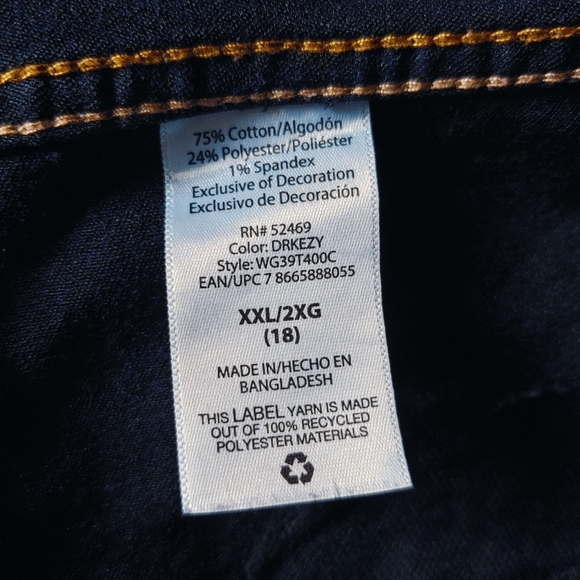 75% Cotton/Algodón
24% Polyester/Poliéster
1% Spandex
Exclusive of Decoration
Exclusivo de Decoración
RN# 52469
Color: DRKEZY
Style: WG39T400C
EAN/UPC 7 8665888055
XXL/2XG
(18)
MADE IN/HECHO EN
BANGLADESH
THIS LABEL YARN IS MADE
OUT OF 100% RECYCLED
POLYESTER MATERIALS